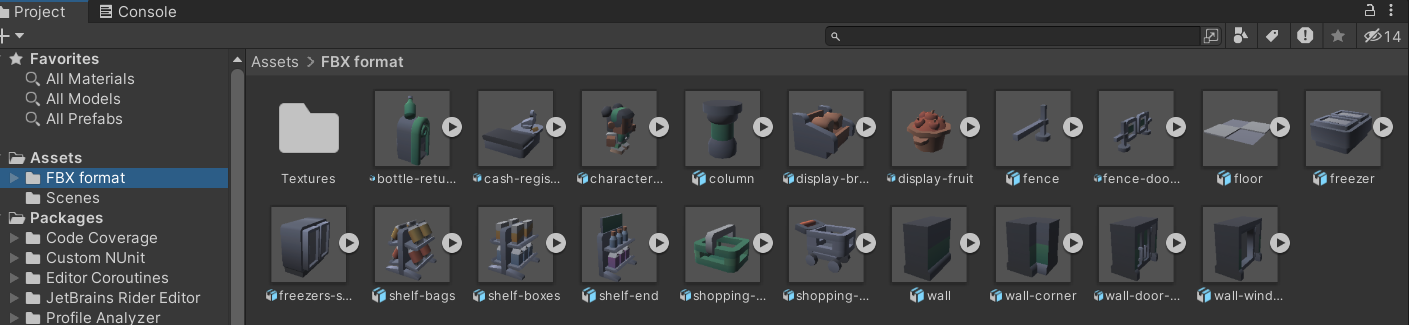 Project
Console
14
Favorites
All Materials
All Models
All Prefabs
Assets
FBX format
Scenes
Packages
Code Coverage
Custom NUnit
Editor Coroutines
JetBrains Rider Editor
Profile Analyzer
Assets > FBX format
Textures
bottle-retu...
cash-regis...
character...
column
display-br...
display-fruit
fence
fence-doo...
floor
freezer
freezers-s...
shelf-bags
shelf-boxes
shelf-end
shopping-...
shopping-...
wall
wall-corner
wall-door-...
wall-wind...